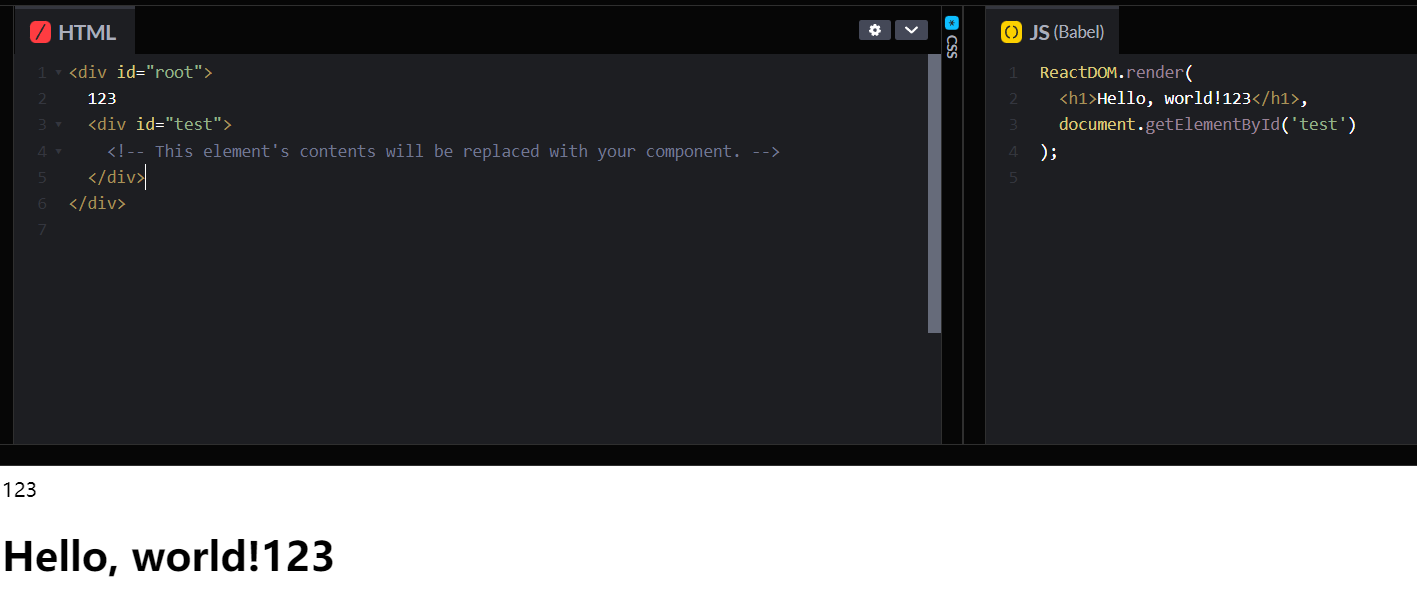 HTML
1 <div id="root">
2 123
3 <div id="test">
4 <!-- This element's contents will be replaced with your component. -->
5 </div>
6 </div>
7
CSS
JS (Babel)
1 ReactDOM.render(
2 <h1>Hello, world!123</h1>,
3 document.getElementById('test')
4 );
5
123
Hello, world!123